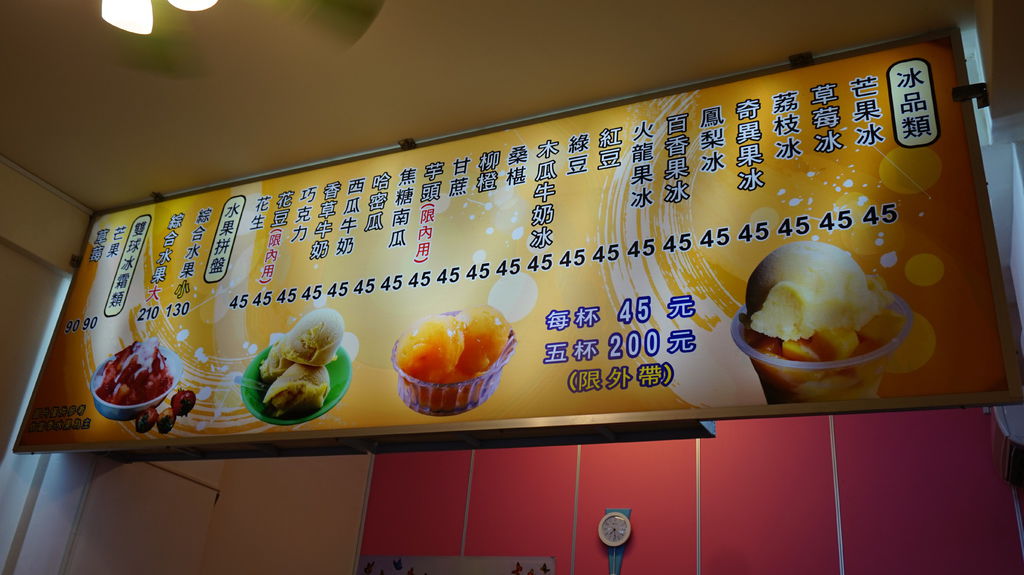 冰品類
芒果冰 45
草莓冰 45
荔枝冰 45
奇異果冰 45
鳳梨冰 45
百香果冰 45
火龍果冰 45
紅豆 45
綠豆 45
木瓜牛奶冰 45
桑椹 45
柳橙 45
甘蔗 45
芋頭(限內用) 45
焦糖南瓜 45
哈蜜瓜 45
西瓜牛奶 45
香草牛奶 45
巧克力 45
花豆(限內用) 45
花生 45
水果拼盤
綜合水果小 130
綜合水果大 210
雙球冰霜類
芒果 90
草莓 90
每杯 45 元
五杯 200 元
(限外帶)